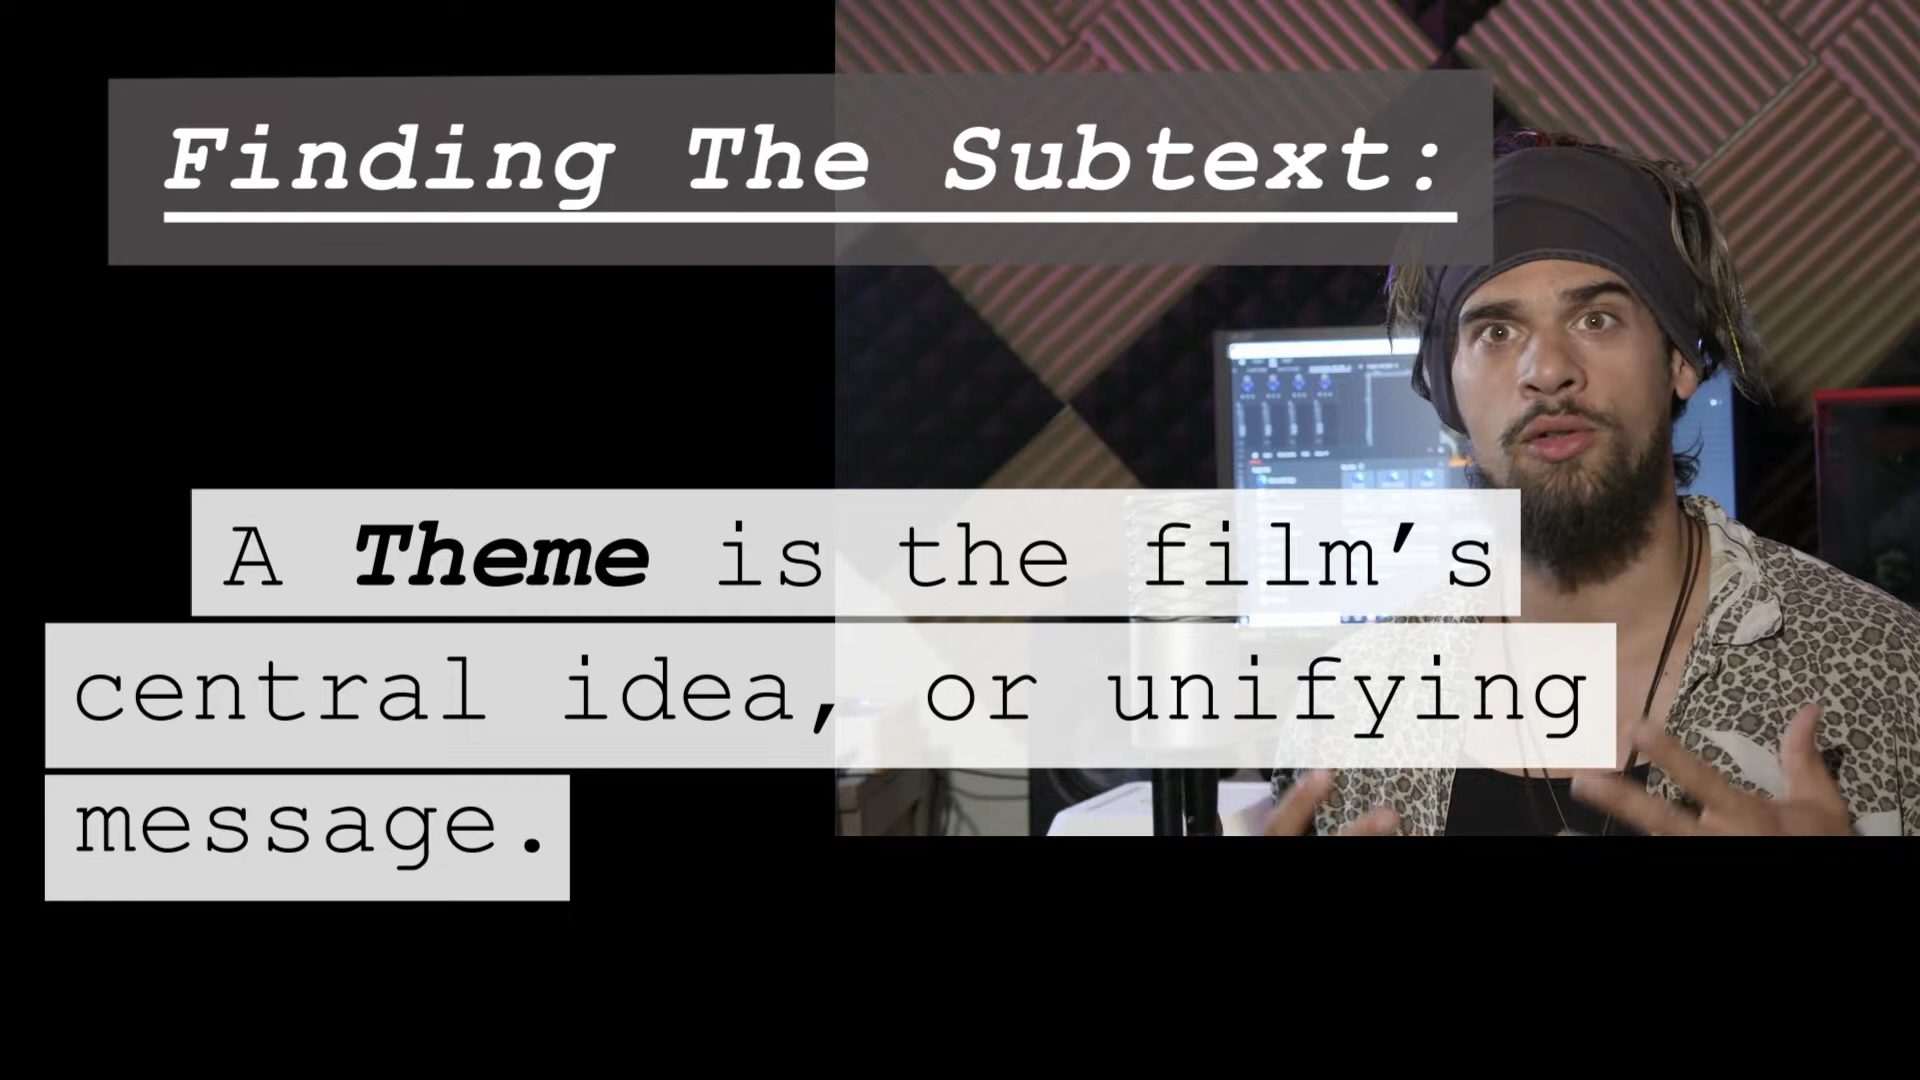 Finding The Subtext:
A Theme is the film’s
central idea, or unifying
message.